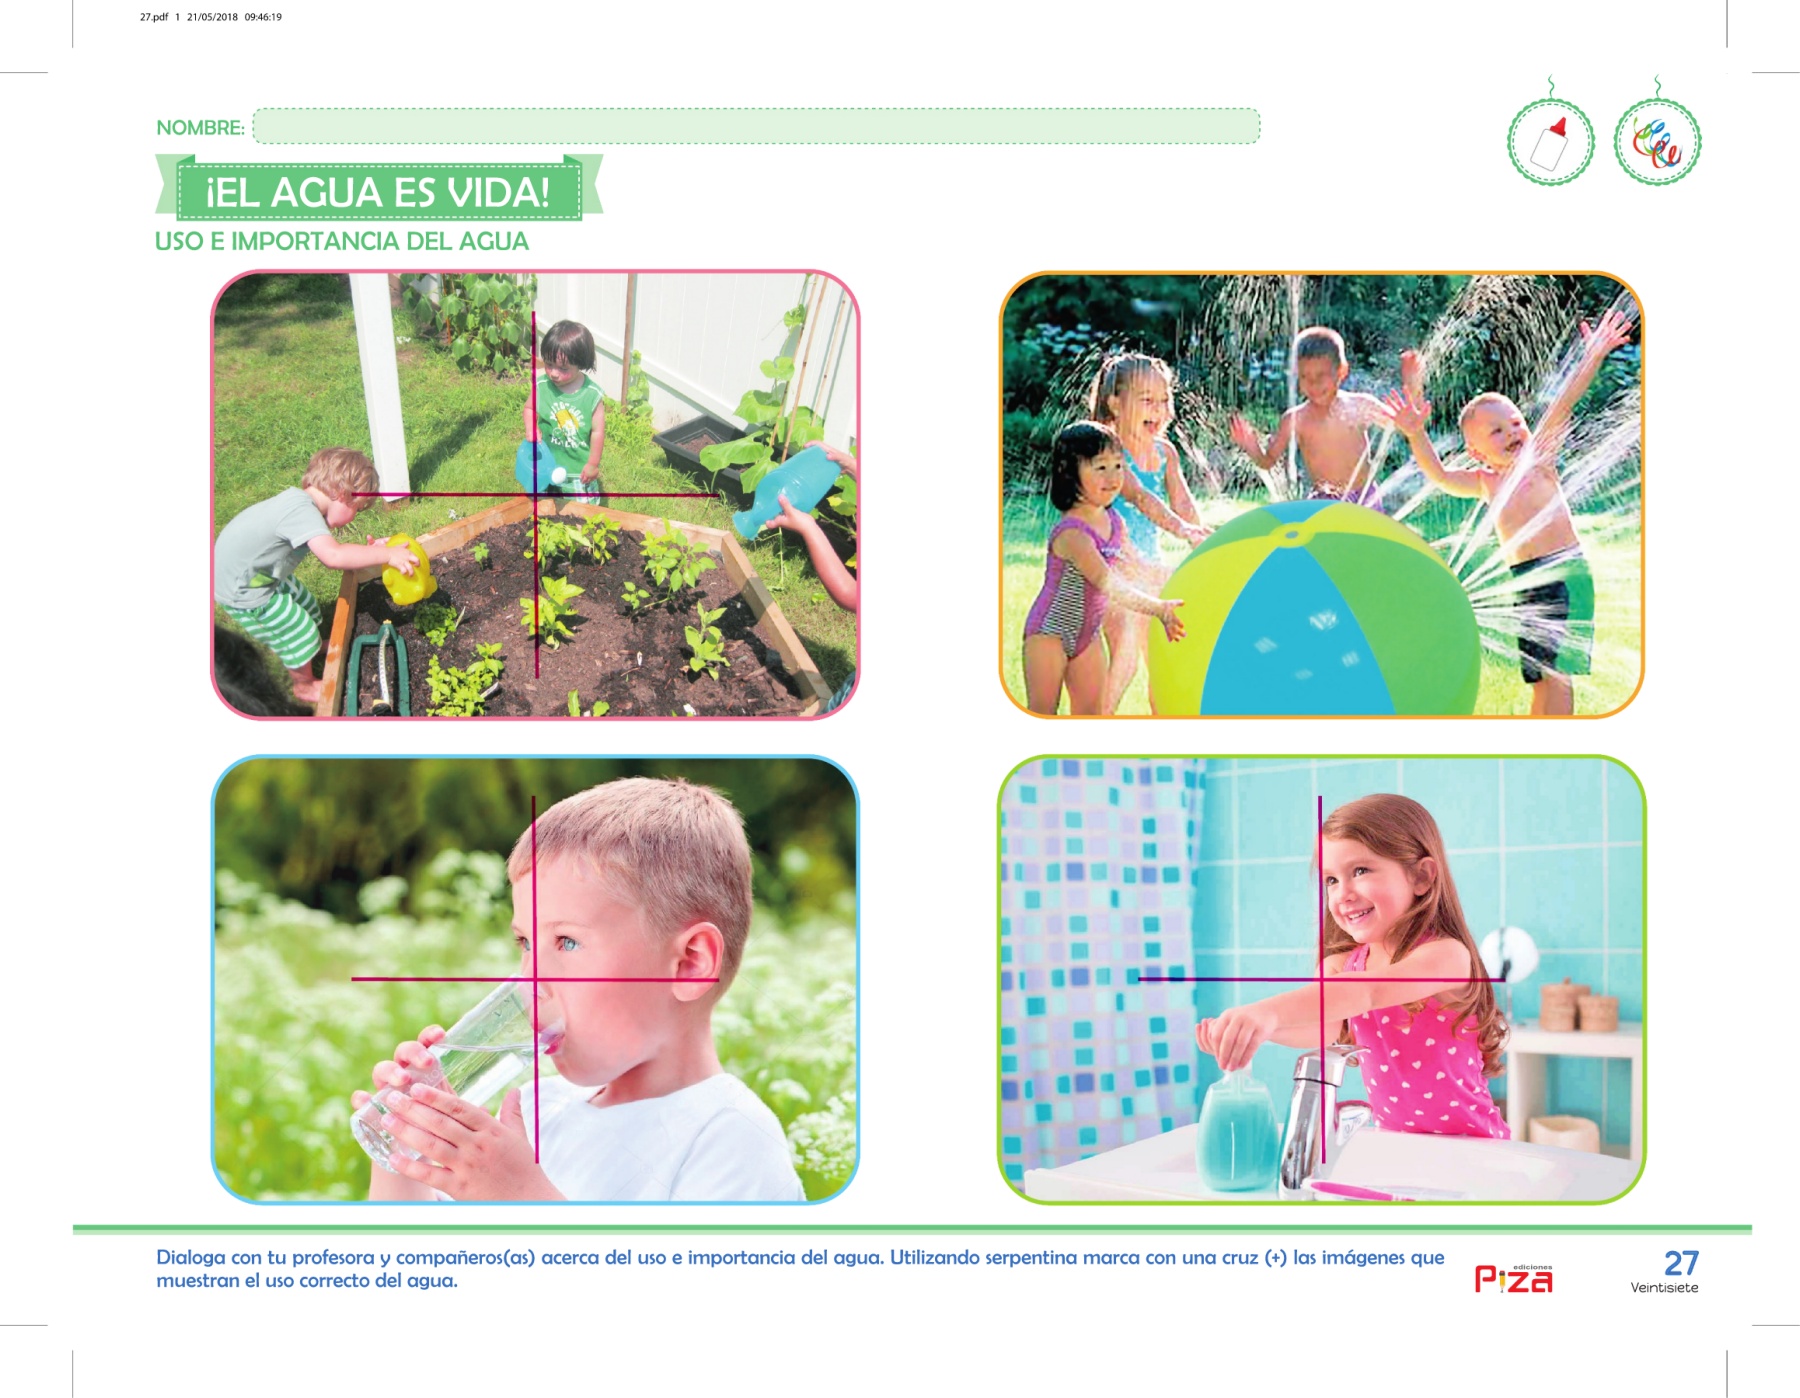 27.pdf 1 21/05/2018 09:46:19
NOMBRE:
¡EL AGUA ES VIDA!
USO E IMPORTANCIA DEL AGUA
Dialoga con tu profesora y compañeros(as) acerca del uso e importancia del agua. Utilizando serpentina marca con una cruz (+) las imágenes que
muestran el uso correcto del agua.
ediciones
Piza
27
Veintisiete